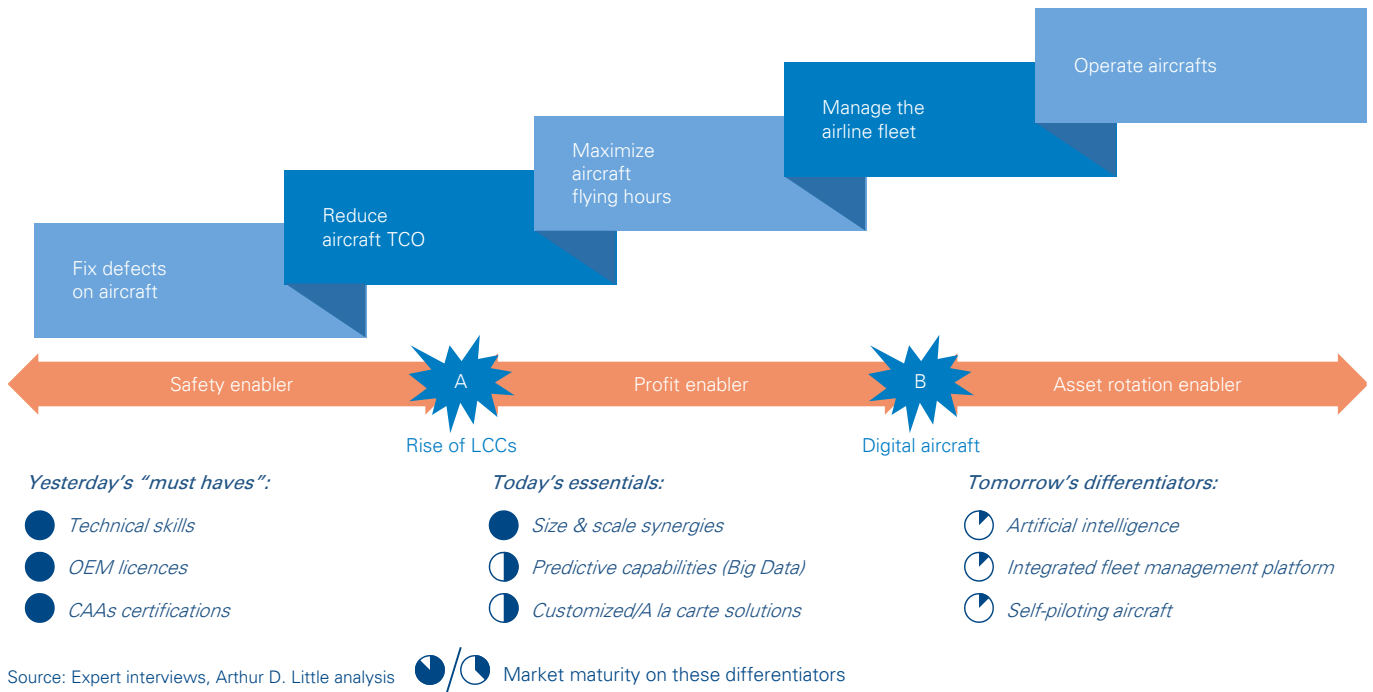 Operate aircrafts
Manage the
airline fleet
Maximize
aircraft
flying hours
Reduce
aircraft TCO
Fix defects
on aircraft
Safety enabler
A
Profit enabler
B
Asset rotation enabler
Rise of LCCs
Digital aircraft
Yesterday’s “must haves”:
Technical skills
OEM licences
CAAs certifications
Today’s essentials:
Size & scale synergies
Predictive capabilities (Big Data)
Customized/A la carte solutions
Tomorrow’s differentiators:
Artificial intelligence
Integrated fleet management platform
Self-piloting aircraft
Source: Expert interviews, Arthur D. Little analysis
/
Market maturity on these differentiators